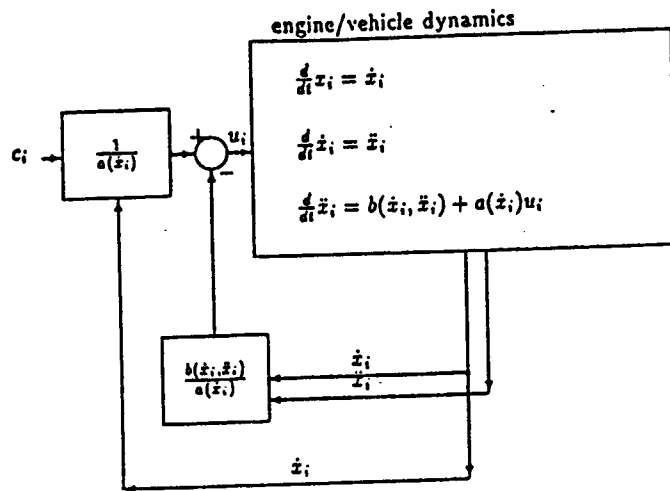 engine/vehicle dynamics
d/dt x_i = ẋ_i
d/dt ẋ_i = ẍ_i
d/dt ẍ_i = b(ẋ_i, ẍ_i) + a(ẋ_i)u_i
c_i
1/a(ẋ_i)
+
−
u_i
b(ẋ_i, ẍ_i)/a(ẋ_i)
ẋ_i
ẍ_i
ẋ_i